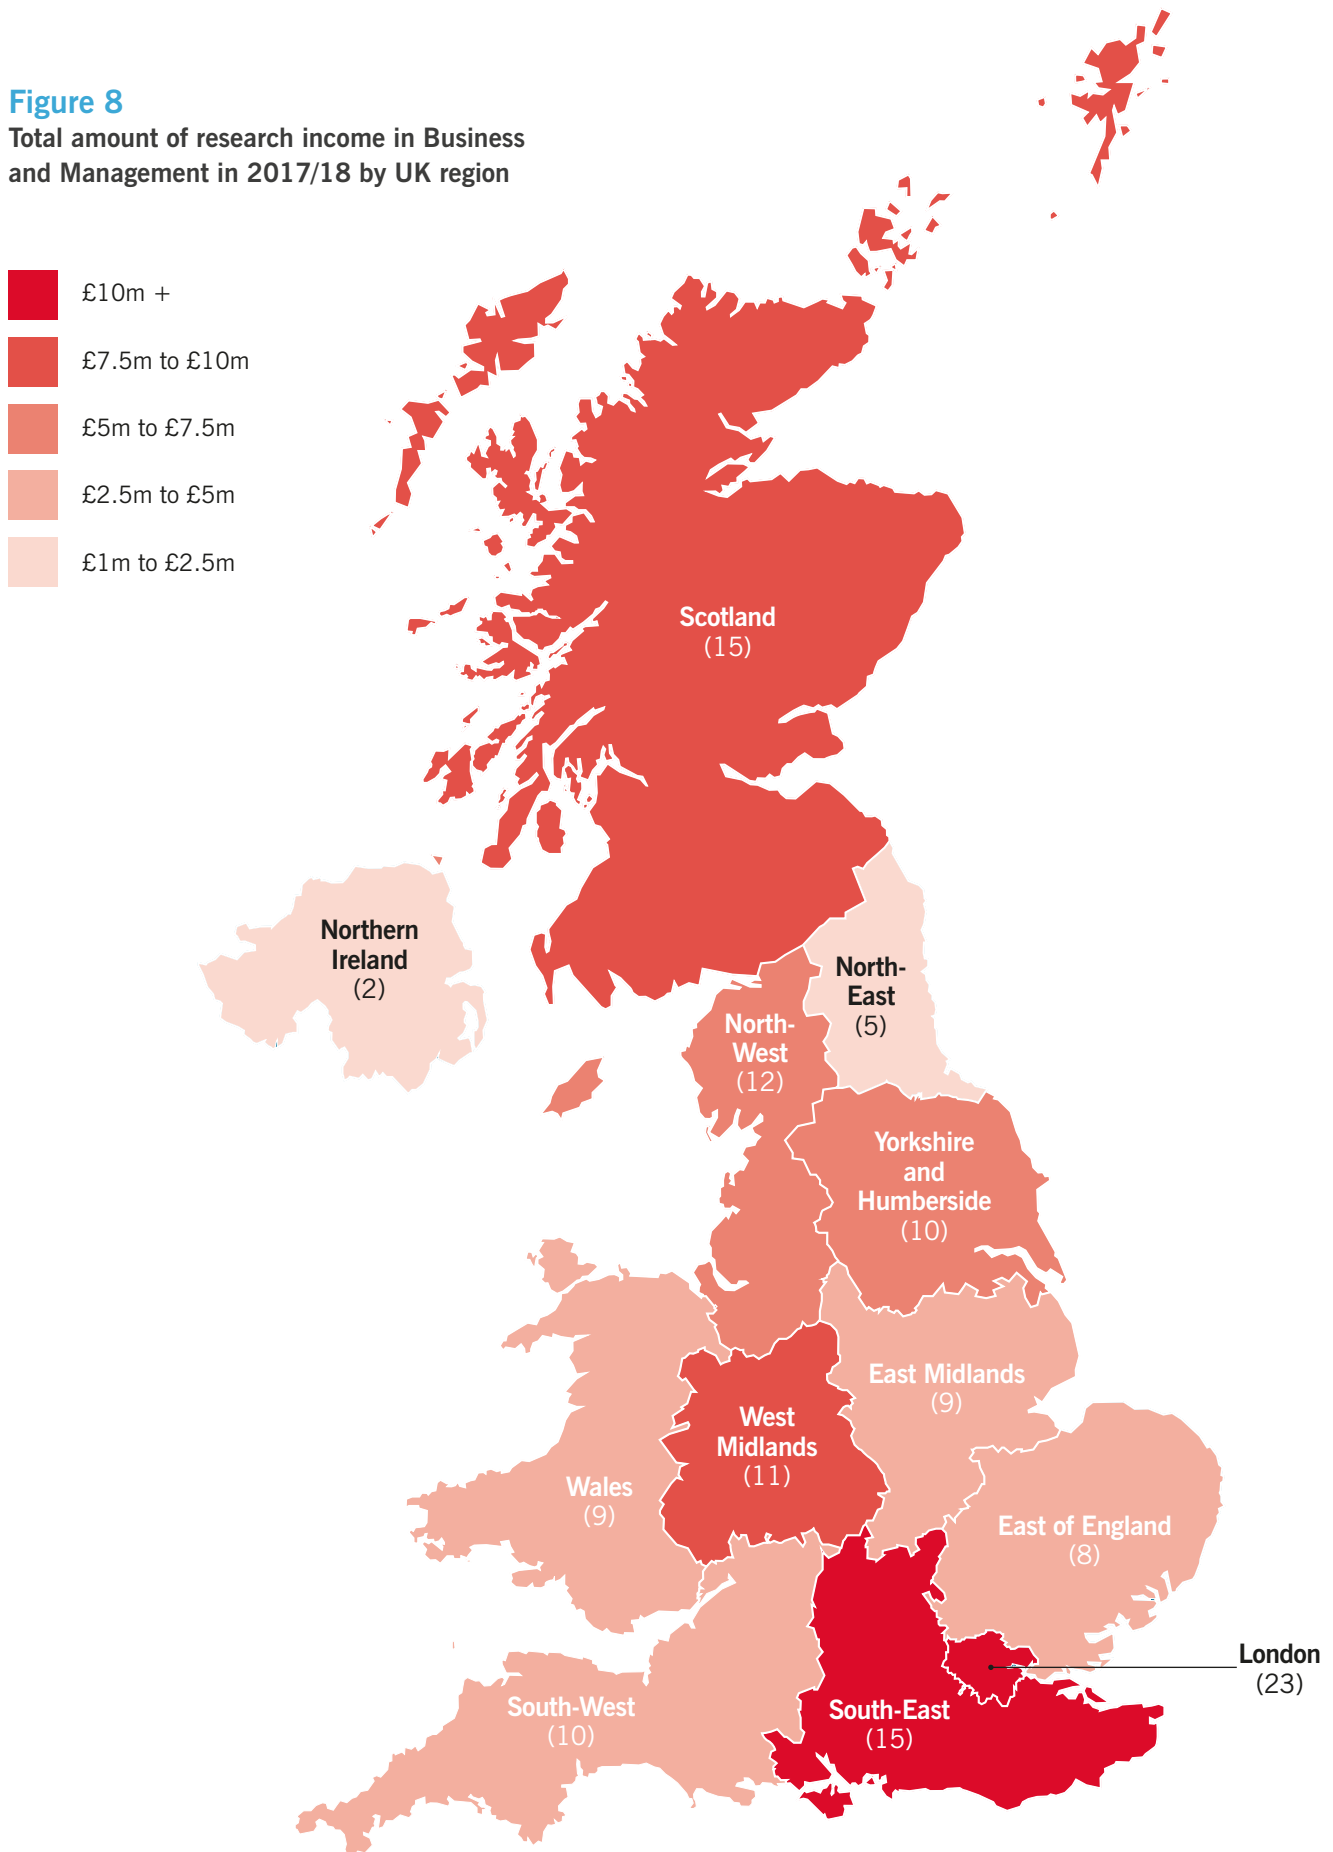 Figure 8
Total amount of research income in Business
and Management in 2017/18 by UK region
£10m +
£7.5m to £10m
£5m to £7.5m
£2.5m to £5m
£1m to £2.5m
Scotland
(15)
Northern
Ireland
(2)
North-
East
(5)
North-
West
(12)
Yorkshire
and
Humberside
(10)
East Midlands
(9)
West
Midlands
(11)
Wales
(9)
East of England
(8)
London
(23)
South-West
(10)
South-East
(15)